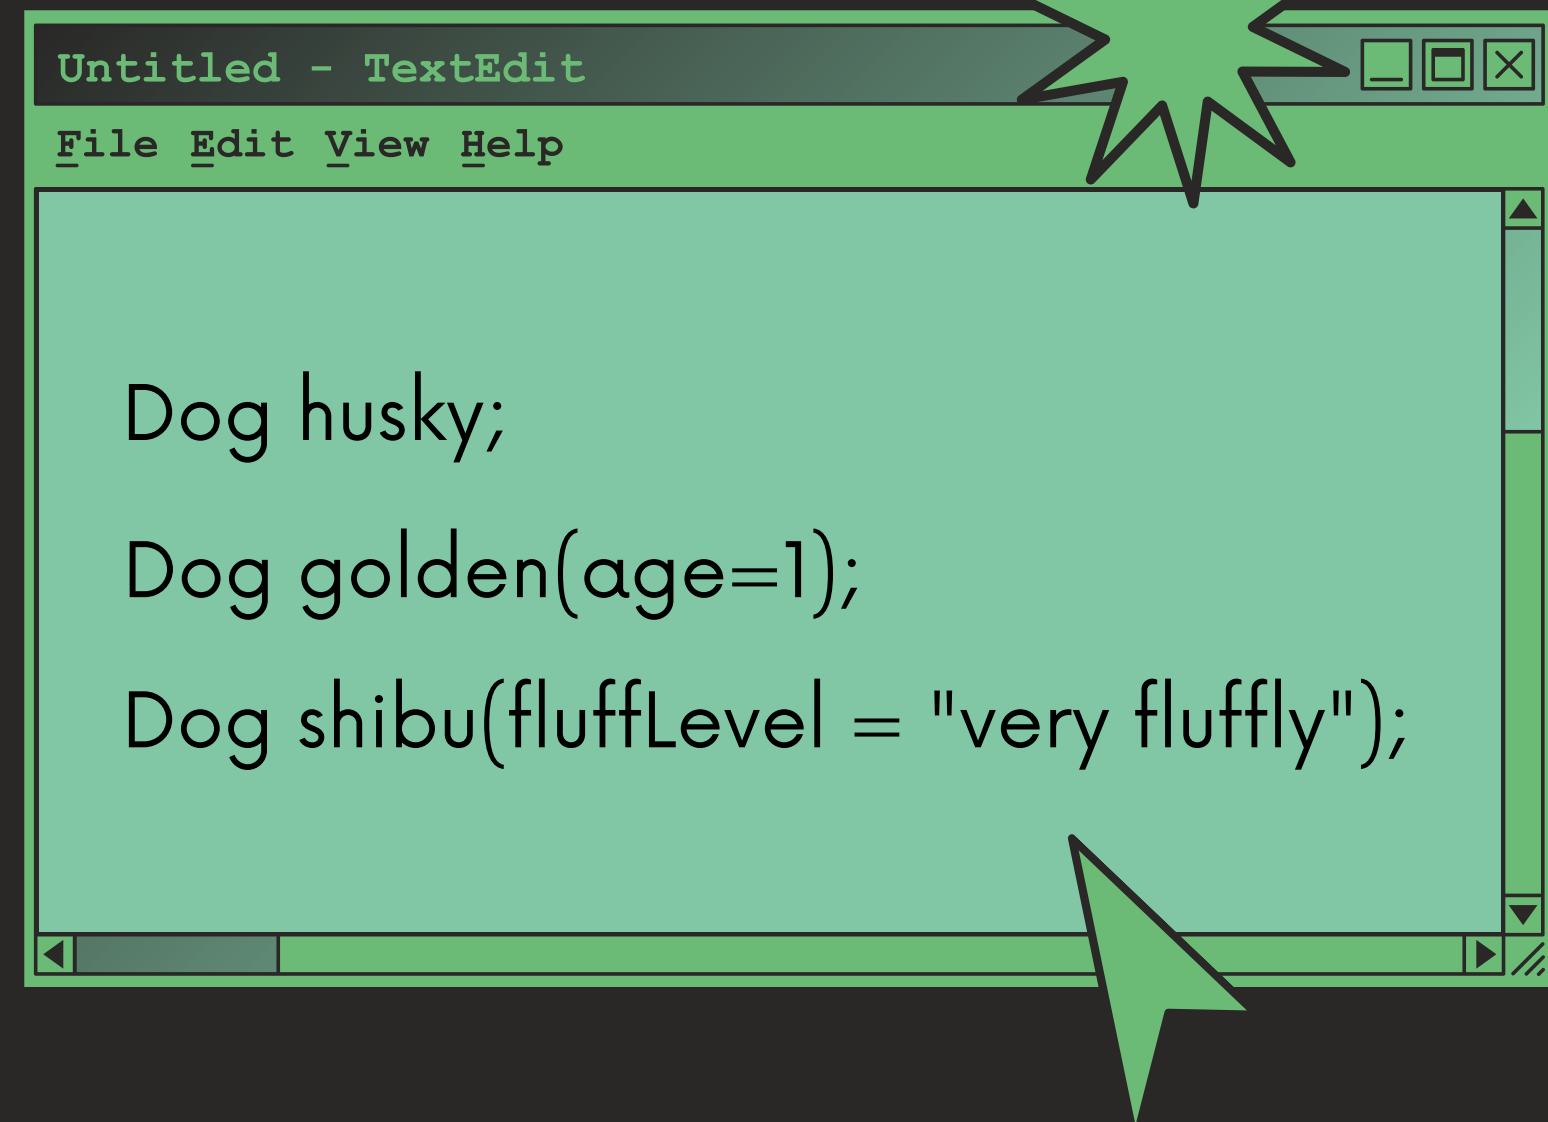 Untitled - TextEdit
File Edit View Help
Dog husky;
Dog golden(age=1);
Dog shibu(fluffLevel = "very fluffly");